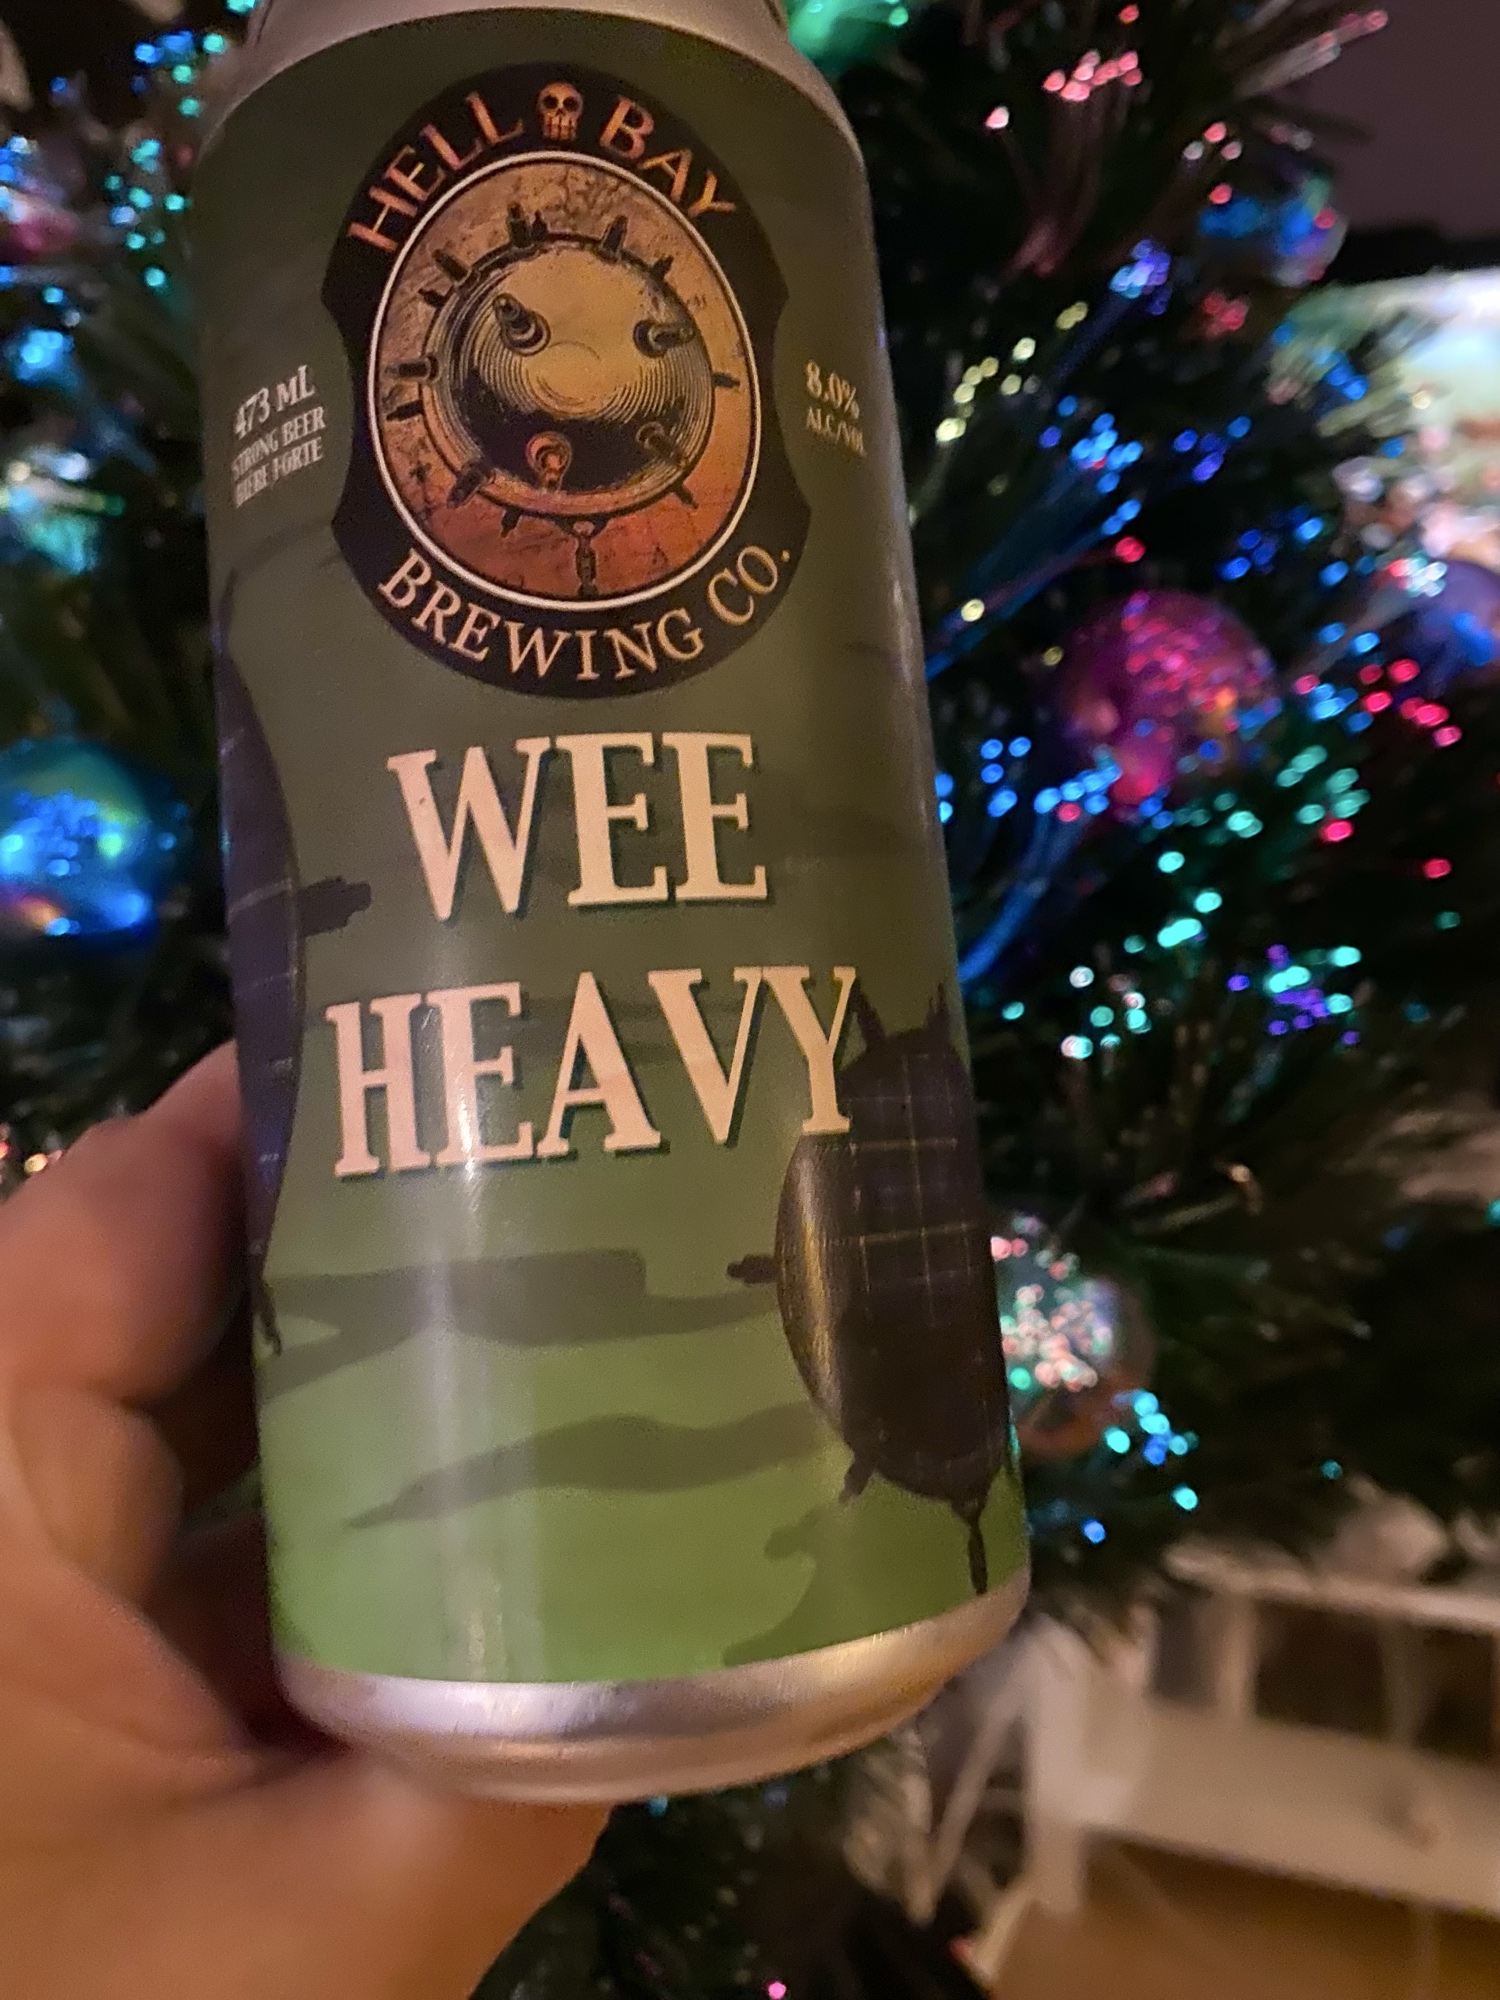 HELL BAY
BREWING CO.
473 mL
STRONG BEER
BIÈRE FORTE
8.0%
ALC/VOL
WEE
HEAVY